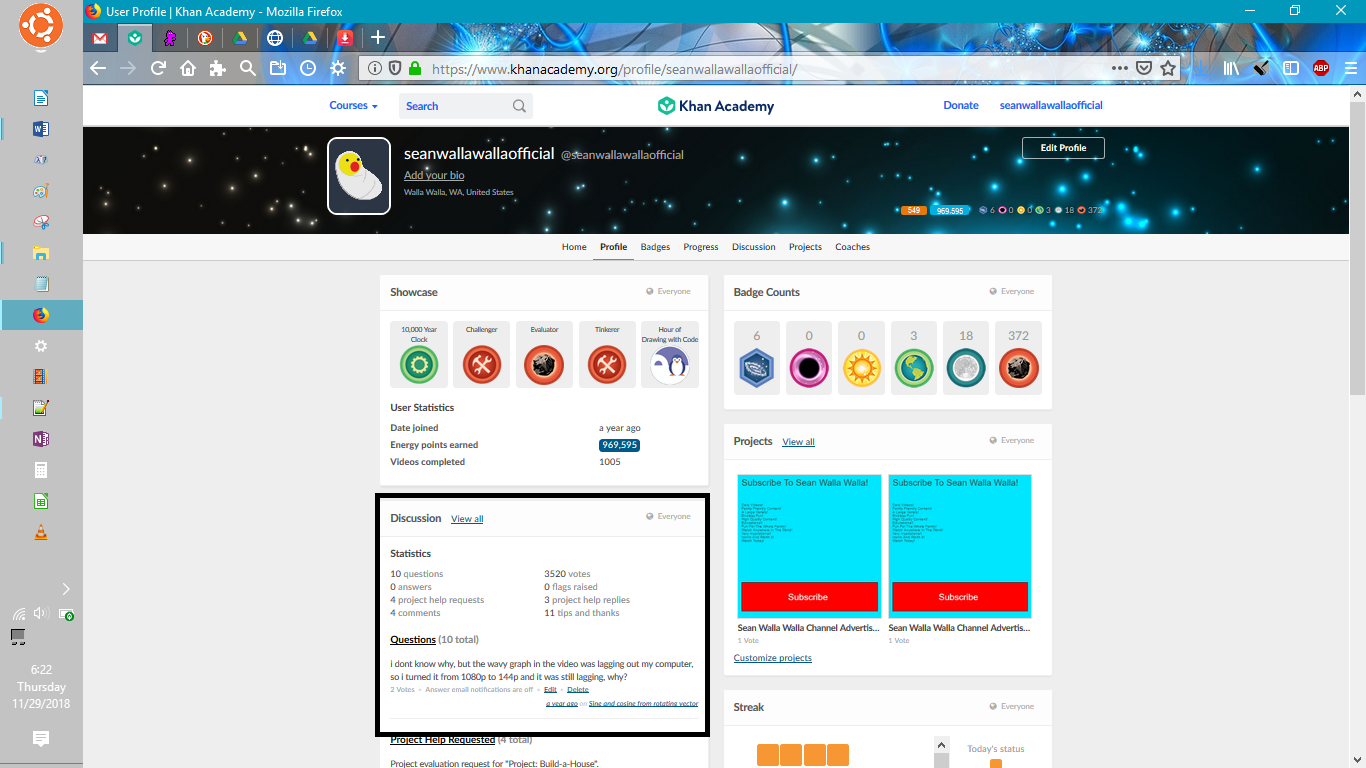 User Profile | Khan Academy - Mozilla Firefox
https://www.khanacademy.org/profile/seanwallawallaofficial/
ABP
Courses
Search
Khan Academy
Donate
seanwallawallaofficial
seanwallawallaofficial @seanwallawallaofficial
Edit Profile
Add your bio
Walla Walla, WA, United States
549 969,595 6 0 0 3 18 372
Home Profile Badges Progress Discussion Projects Coaches
Showcase Everyone
10,000 Year Clock
Challenger
Evaluator
Tinkerer
Hour of Drawing with Code
User Statistics
Date joined a year ago
Energy points earned 969,595
Videos completed 1005
Badge Counts Everyone
6 0 0 3 18 372
Projects View all Everyone
Subscribe To Sean Walla Walla!
Subscribe
Sean Walla Walla Channel Advertis...
1 Vote
Subscribe To Sean Walla Walla!
Subscribe
Sean Walla Walla Channel Advertis...
1 Vote
Customize projects
Discussion View all Everyone
Statistics
10 questions 3520 votes
0 answers 0 flags raised
4 project help requests 3 project help replies
4 comments 11 tips and thanks
Questions (10 total)
i dont know why, but the wavy graph in the video was lagging out my computer,
so i turned it from 1080p to 144p and it was still lagging, why?
2 Votes • Answer email notifications are off • Edit • Delete
a year ago on Sine and cosine from rotating vector
Project Help Requested (4 total)
Project evaluation request for "Project: Build-a-House".
Streak Everyone
Today's status
6:22
Thursday
11/29/2018